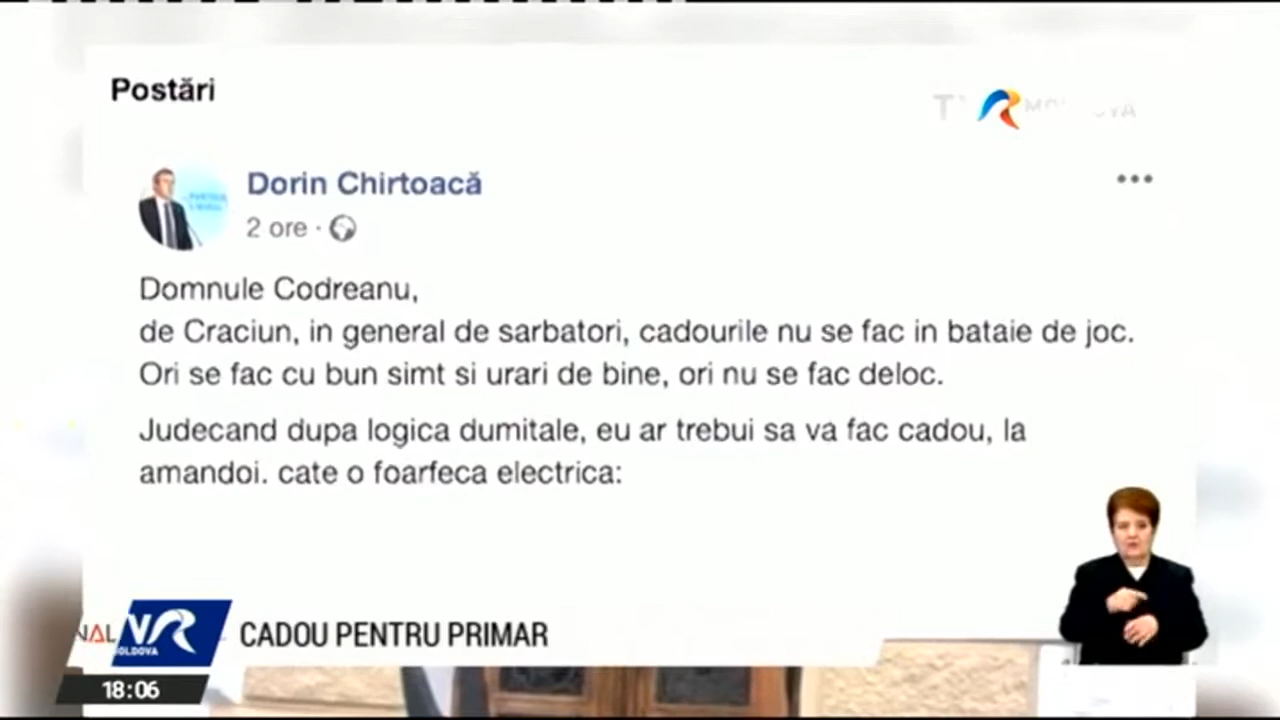 Postări
Dorin Chirtoacă
2 ore ·
Domnule Codreanu,
de Craciun, in general de sarbatori, cadourile nu se fac in bataie de joc.
Ori se fac cu bun simt si urari de bine, ori nu se fac deloc.
Judecand dupa logica dumitale, eu ar trebui sa va fac cadou, la
amandoi. cate o foarfeca electrica:
MOLDOVA
CADOU PENTRU PRIMAR
18:06